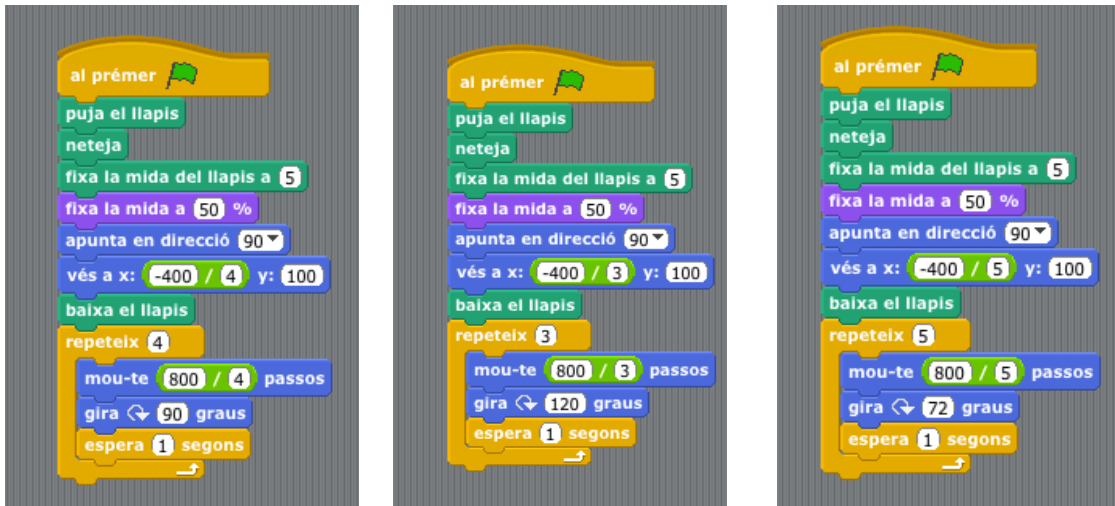 al prémer
puja el llapis
neteja
fixa la mida del llapis a 5
fixa la mida a 50 %
apunta en direcció 90
vés a x: -400 / 4 y: 100
baixa el llapis
repeteix 4
mou-te 800 / 4 passos
gira 90 graus
espera 1 segons
al prémer
puja el llapis
neteja
fixa la mida del llapis a 5
fixa la mida a 50 %
apunta en direcció 90
vés a x: -400 / 3 y: 100
baixa el llapis
repeteix 3
mou-te 800 / 3 passos
gira 120 graus
espera 1 segons
al prémer
puja el llapis
neteja
fixa la mida del llapis a 5
fixa la mida a 50 %
apunta en direcció 90
vés a x: -400 / 5 y: 100
baixa el llapis
repeteix 5
mou-te 800 / 5 passos
gira 72 graus
espera 1 segons